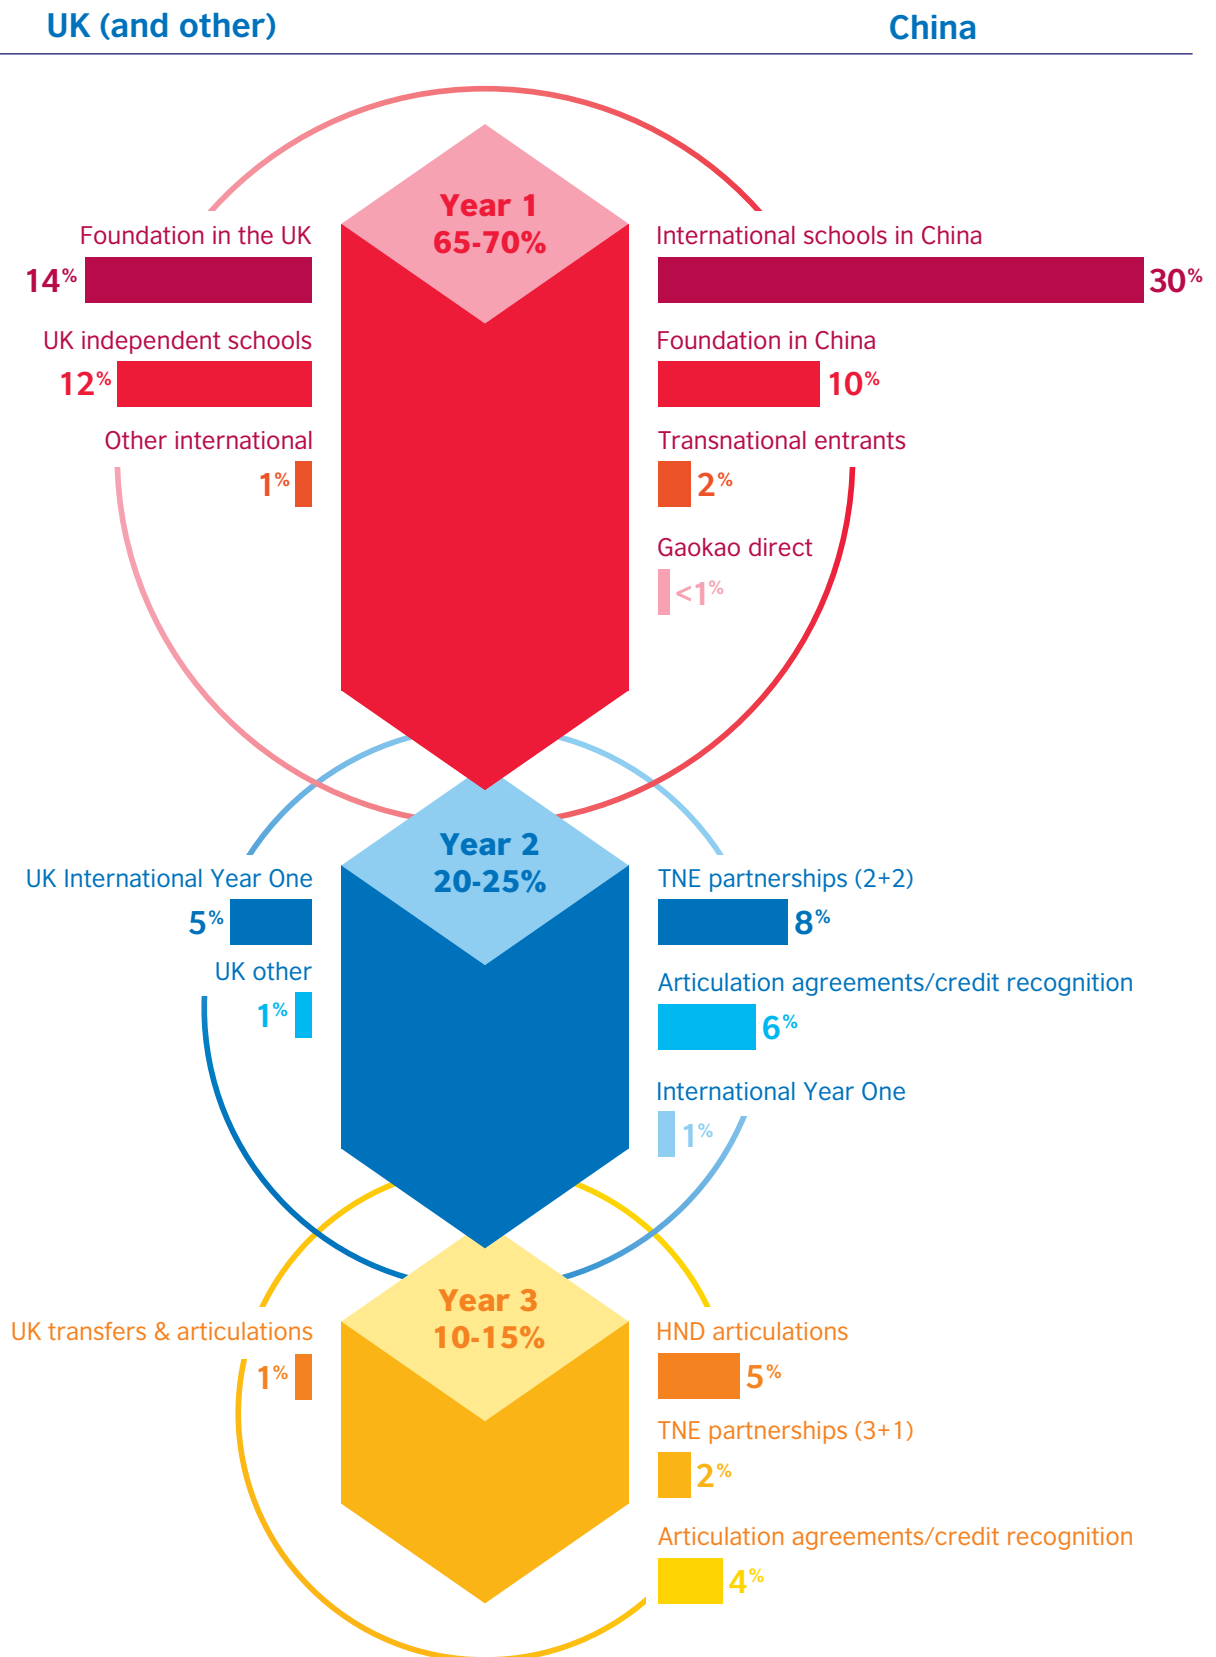 UK (and other)
China
Year 1
65-70%
Foundation in the UK
14%
UK independent schools
12%
Other international
1%
International schools in China
30%
Foundation in China
10%
Transnational entrants
2%
Gaokao direct
<1%
Year 2
20-25%
UK International Year One
5%
UK other
1%
TNE partnerships (2+2)
8%
Articulation agreements/credit recognition
6%
International Year One
1%
Year 3
10-15%
UK transfers & articulations
1%
HND articulations
5%
TNE partnerships (3+1)
2%
Articulation agreements/credit recognition
4%